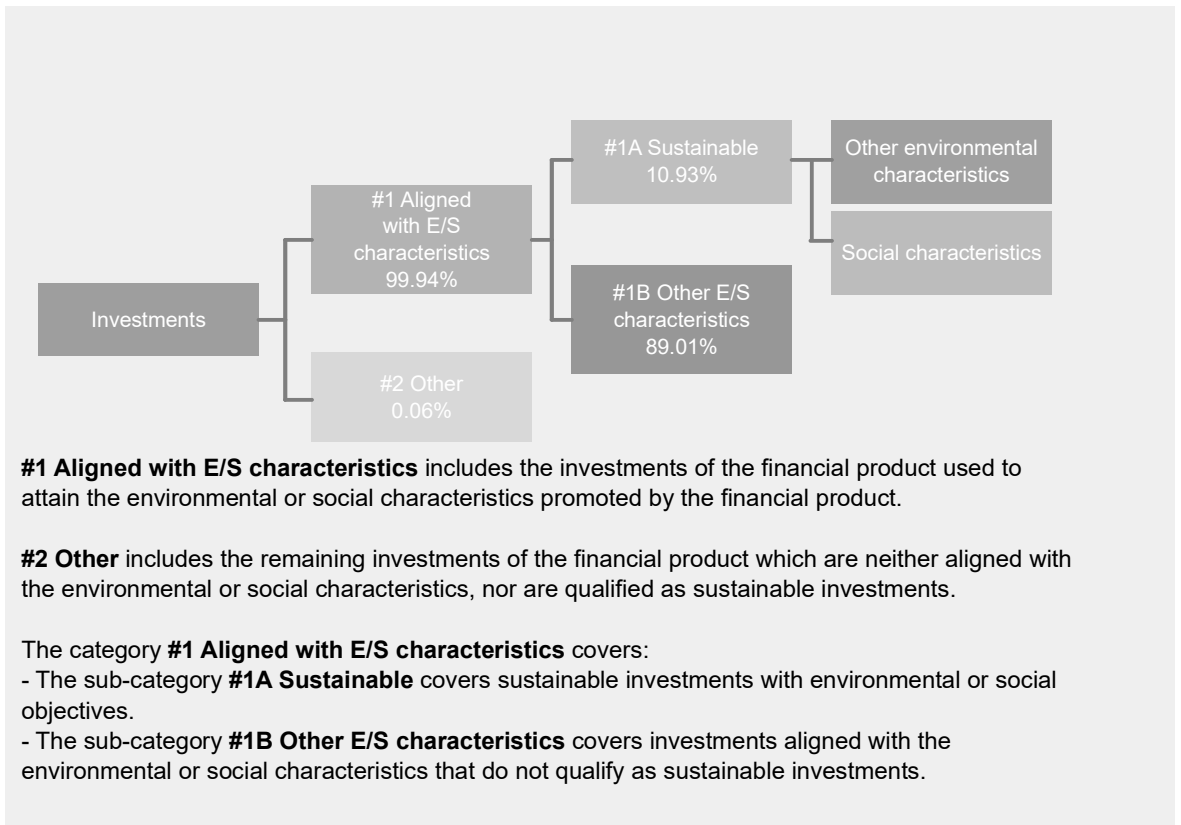 #1A Sustainable
10.93%
Other environmental
characteristics
#1 Aligned
with E/S
characteristics
99.94%
Social characteristics
#1B Other E/S
characteristics
89.01%
Investments
#2 Other
0.06%
#1 Aligned with E/S characteristics includes the investments of the financial product used to
attain the environmental or social characteristics promoted by the financial product.
#2 Other includes the remaining investments of the financial product which are neither aligned with
the environmental or social characteristics, nor are qualified as sustainable investments.
The category #1 Aligned with E/S characteristics covers:
- The sub-category #1A Sustainable covers sustainable investments with environmental or social
objectives.
- The sub-category #1B Other E/S characteristics covers investments aligned with the
environmental or social characteristics that do not qualify as sustainable investments.